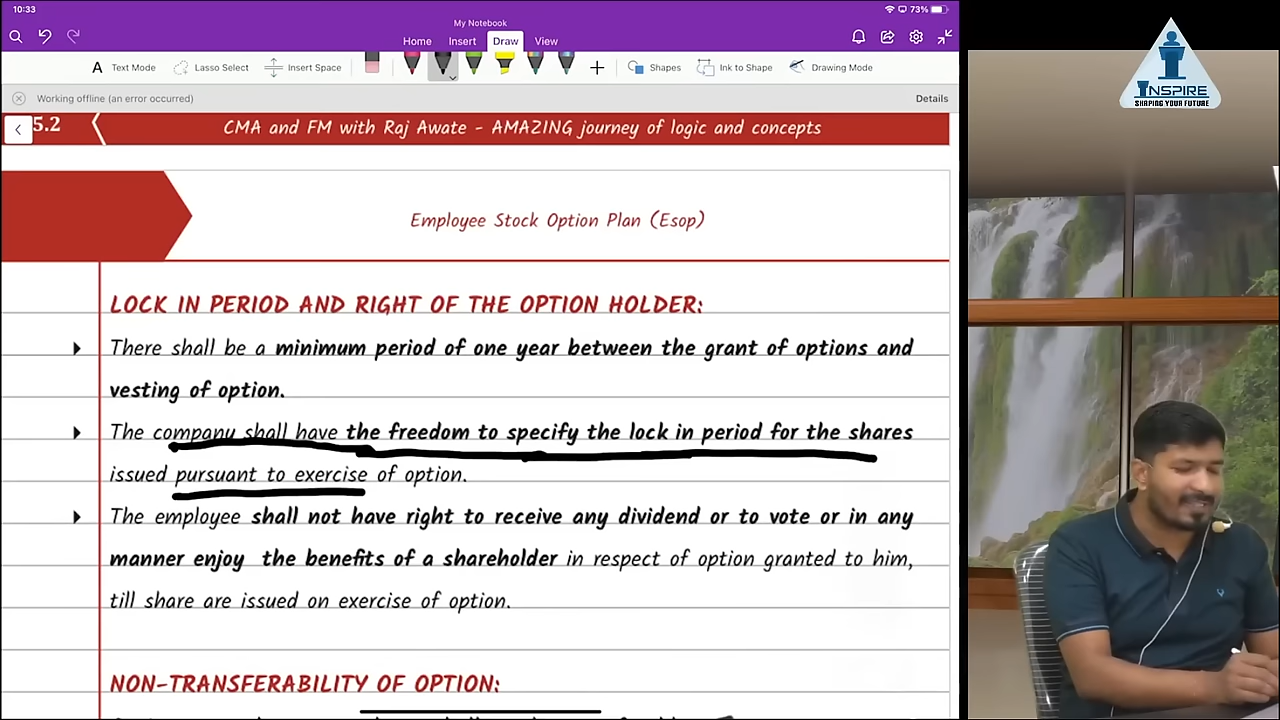 10:33
73%
My Notebook
Home Insert Draw View
Text Mode Lasso Select Insert Space Shapes Ink to Shape Drawing Mode
Working offline (an error occurred) Details
5.2 CMA and FM with Raj Awate - AMAZING journey of logic and concepts
Employee Stock Option Plan (Esop)
LOCK IN PERIOD AND RIGHT OF THE OPTION HOLDER:
There shall be a minimum period of one year between the grant of options and
vesting of option.
The company shall have the freedom to specify the lock in period for the shares
issued pursuant to exercise of option.
The employee shall not have right to receive any dividend or to vote or in any
manner enjoy the benefits of a shareholder in respect of option granted to him,
till share are issued on exercise of option.
NON-TRANSFERABILITY OF OPTION:
INSPIRE
SHAPING YOUR FUTURE